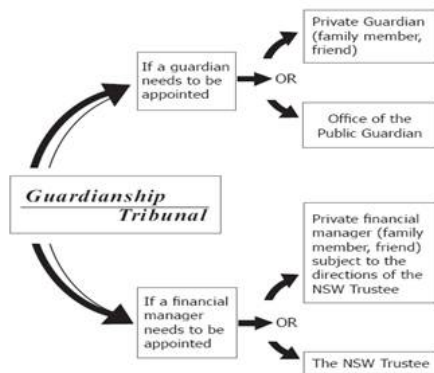 Private Guardian
(family member,
friend)
If a guardian
needs to be
appointed
OR
Office of the
Public Guardian
Guardianship
Tribunal
Private financial
manager (family
member, friend)
subject to the
directions of the
NSW Trustee
If a financial
manager
needs to be
appointed
OR
The NSW Trustee